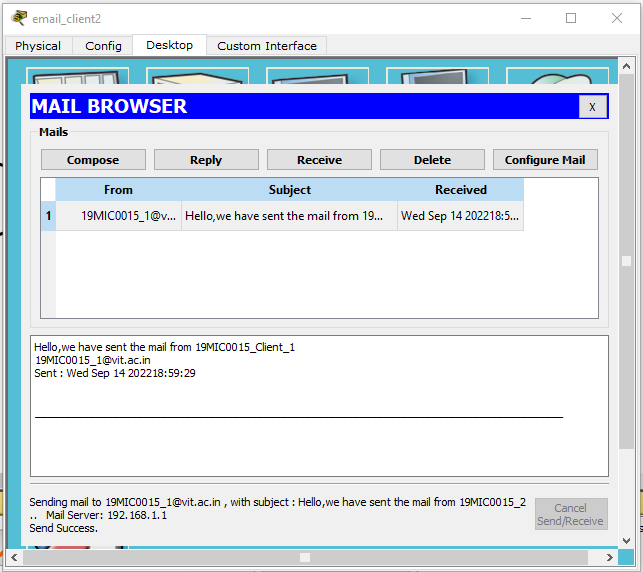 email_client2
Physical Config Desktop Custom Interface
MAIL BROWSER X
Mails
Compose Reply Receive Delete Configure Mail
From Subject Received
1 19MIC0015_1@v... Hello,we have sent the mail from 19... Wed Sep 14 202218:5...
Hello,we have sent the mail from 19MIC0015_Client_1
19MIC0015_1@vit.ac.in
Sent : Wed Sep 14 202218:59:29
Sending mail to 19MIC0015_1@vit.ac.in , with subject : Hello,we have sent the mail from 19MIC0015_2
.. Mail Server: 192.168.1.1
Send Success.
Cancel
Send/Receive